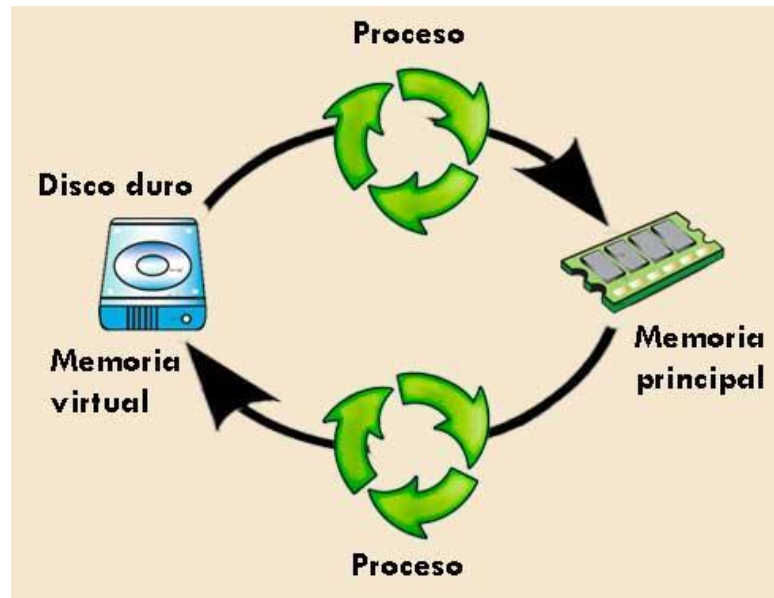 Proceso
Disco duro
Memoria
virtual
Memoria
principal
Proceso